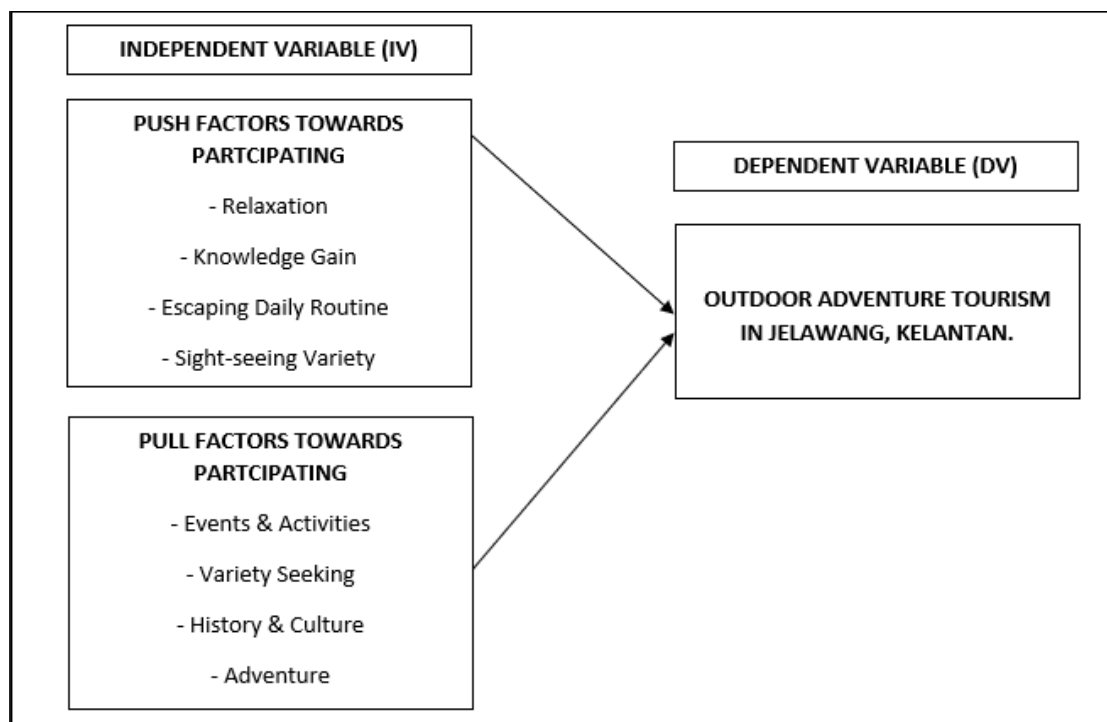 INDEPENDENT VARIABLE (IV)
PUSH FACTORS TOWARDS
PARTCIPATING
- Relaxation
- Knowledge Gain
- Escaping Daily Routine
- Sight-seeing Variety
PULL FACTORS TOWARDS
PARTCIPATING
- Events & Activities
- Variety Seeking
- History & Culture
- Adventure
DEPENDENT VARIABLE (DV)
OUTDOOR ADVENTURE TOURISM
IN JELAWANG, KELANTAN.